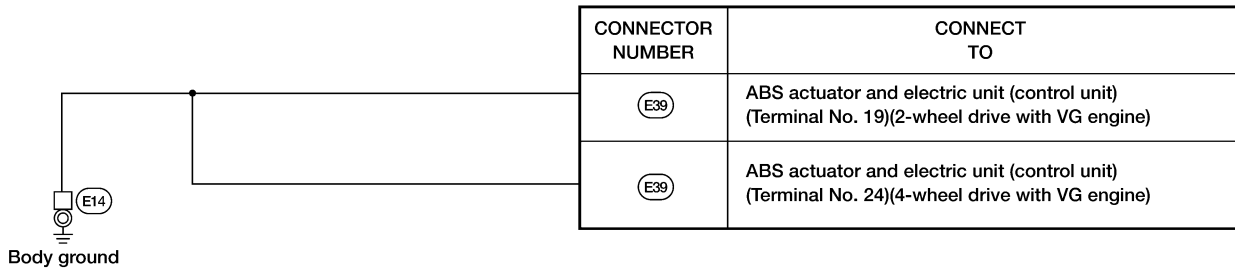 CONNECTOR
NUMBER
CONNECT
TO
E39
ABS actuator and electric unit (control unit)
(Terminal No. 19)(2-wheel drive with VG engine)
E39
ABS actuator and electric unit (control unit)
(Terminal No. 24)(4-wheel drive with VG engine)
E14
Body ground